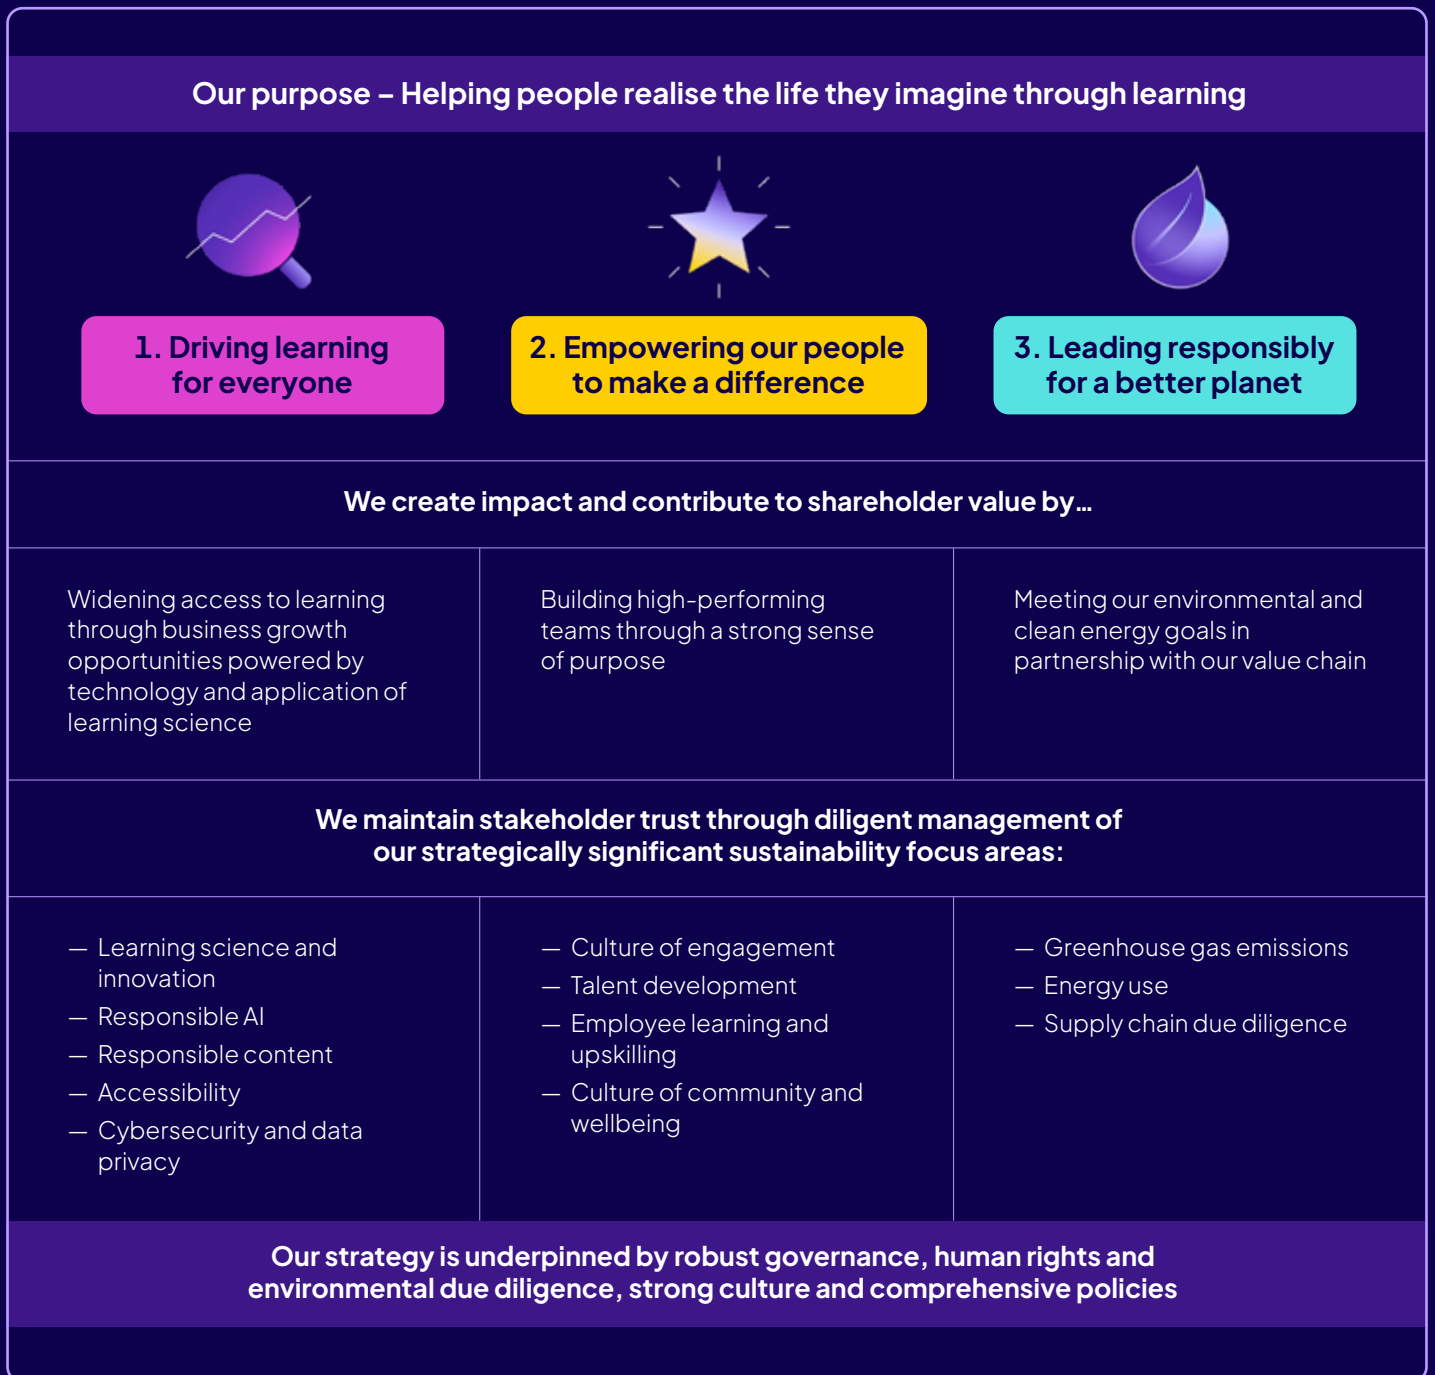 Our purpose – Helping people realise the life they imagine through learning
1. Driving learning
for everyone
2. Empowering our people
to make a difference
3. Leading responsibly
for a better planet
We create impact and contribute to shareholder value by…
Widening access to learning
through business growth
opportunities powered by
technology and application of
learning science
Building high-performing
teams through a strong sense
of purpose
Meeting our environmental and
clean energy goals in
partnership with our value chain
We maintain stakeholder trust through diligent management of
our strategically significant sustainability focus areas:
— Learning science and
innovation
— Responsible AI
— Responsible content
— Accessibility
— Cybersecurity and data
privacy
— Culture of engagement
— Talent development
— Employee learning and
upskilling
— Culture of community and
wellbeing
— Greenhouse gas emissions
— Energy use
— Supply chain due diligence
Our strategy is underpinned by robust governance, human rights and
environmental due diligence, strong culture and comprehensive policies